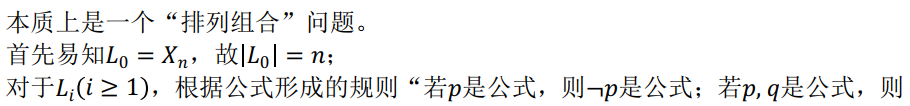 本质上是一个“排列组合”问题。
首先易知L₀ = Xₙ，故|L₀| = n；
对于Lᵢ(i ≥ 1)，根据公式形成的规则“若p是公式，则¬p是公式；若p, q是公式，则